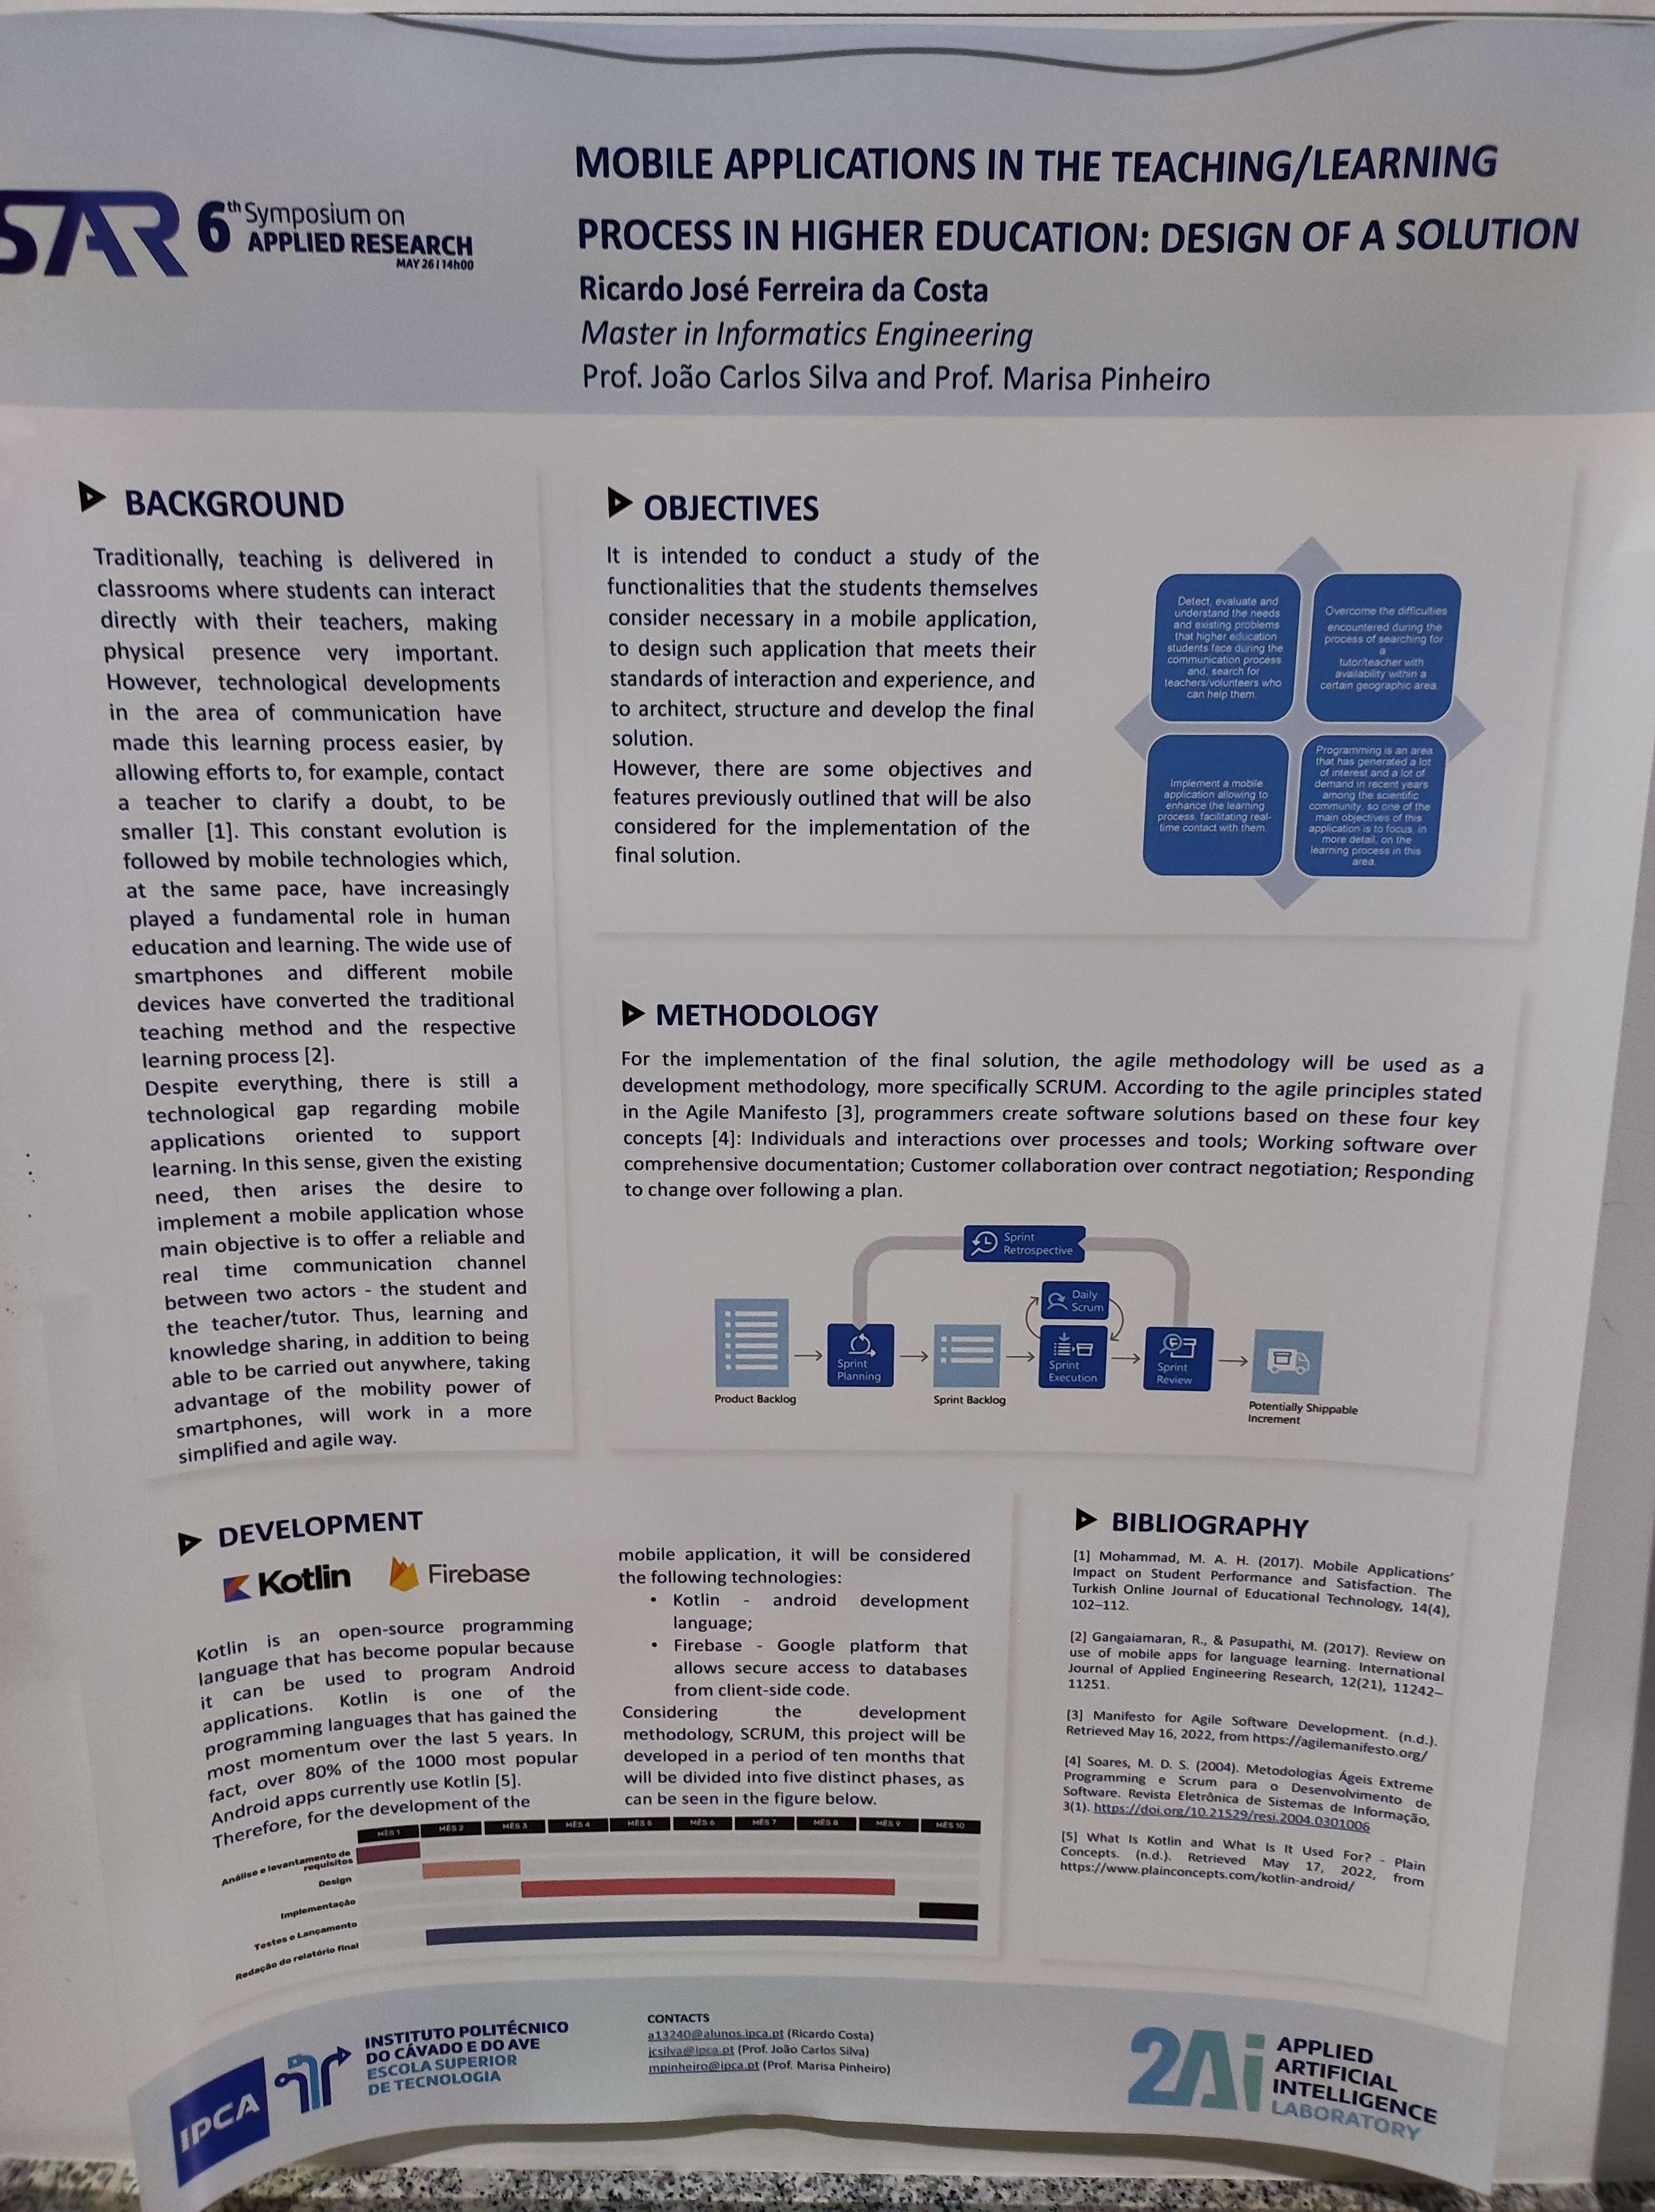 SAR
6th Symposium on
APPLIED RESEARCH
MAY 26 | 14h00
MOBILE APPLICATIONS IN THE TEACHING/LEARNING
PROCESS IN HIGHER EDUCATION: DESIGN OF A SOLUTION
Ricardo José Ferreira da Costa
Master in Informatics Engineering
Prof. João Carlos Silva and Prof. Marisa Pinheiro
BACKGROUND
Traditionally, teaching is delivered in
classrooms where students can interact
directly with their teachers, making
physical presence very important.
However, technological developments
in the area of communication have
made this learning process easier, by
allowing efforts to, for example, contact
a teacher to clarify a doubt, to be
smaller [1]. This constant evolution is
followed by mobile technologies which,
at the same pace, have increasingly
played a fundamental role in human
education and learning. The wide use of
smartphones and different mobile
devices have converted the traditional
teaching method and the respective
learning process [2].
Despite everything, there is still a
technological gap regarding mobile
applications oriented to support
learning. In this sense, given the existing
need, then arises the desire to
implement a mobile application whose
main objective is to offer a reliable and
real time communication channel
between two actors - the student and
the teacher/tutor. Thus, learning and
knowledge sharing, in addition to being
able to be carried out anywhere, taking
advantage of the mobility power of
smartphones, will work in a more
simplified and agile way.
OBJECTIVES
It is intended to conduct a study of the
functionalities that the students themselves
consider necessary in a mobile application,
to design such application that meets their
standards of interaction and experience, and
to architect, structure and develop the final
solution.
However, there are some objectives and
features previously outlined that will be also
considered for the implementation of the
final solution.
Detect, evaluate and
understand the needs
and existing problems
that higher education
students face during the
communication process
and, search for
teachers/volunteers who
can help them.
Overcome the difficulties
encountered during the
process of searching for
a
tutor/teacher with
availability within a
certain geographic area.
Implement a mobile
application allowing to
enhance the learning
process, facilitating real-
time contact with them.
Programming is an area
that has generated a lot
of interest and a lot of
demand in recent years
among the scientific
community, so one of the
main objectives of this
application is to focus, in
more detail, on the
learning process in this
area.
METHODOLOGY
For the implementation of the final solution, the agile methodology will be used as a
development methodology, more specifically SCRUM. According to the agile principles stated
in the Agile Manifesto [3], programmers create software solutions based on these four key
concepts [4]: Individuals and interactions over processes and tools; Working software over
comprehensive documentation; Customer collaboration over contract negotiation; Responding
to change over following a plan.
Sprint
Retrospective
Daily
Scrum
Sprint
Planning
Sprint
Execution
Sprint
Review
Product Backlog
Sprint Backlog
Potentially Shippable
Increment
DEVELOPMENT
Kotlin
Firebase
Kotlin is an open-source programming
language that has become popular because
it can be used to program Android
applications. Kotlin is one of the
programming languages that has gained the
most momentum over the last 5 years. In
fact, over 80% of the 1000 most popular
Android apps currently use Kotlin [5].
Therefore, for the development of the
mobile application, it will be considered
the following technologies:
• Kotlin - android development
language;
• Firebase - Google platform that
allows secure access to databases
from client-side code.
Considering the development
methodology, SCRUM, this project will be
developed in a period of ten months that
will be divided into five distinct phases, as
can be seen in the figure below.
MÊS 1 MÊS 2 MÊS 3 MÊS 4 MÊS 5 MÊS 6 MÊS 7 MÊS 8 MÊS 9 MÊS 10
Análise e levantamento de
requisitos
Design
Implementação
Testes e Lançamento
Redação do relatório final
BIBLIOGRAPHY
[1] Mohammad, M. A. H. (2017). Mobile Applications'
Impact on Student Performance and Satisfaction. The
Turkish Online Journal of Educational Technology, 14(4),
102–112.
[2] Gangaiamaran, R., & Pasupathi, M. (2017). Review on
use of mobile apps for language learning. International
Journal of Applied Engineering Research, 12(21), 11242–
11251.
[3] Manifesto for Agile Software Development. (n.d.).
Retrieved May 16, 2022, from https://agilemanifesto.org/
[4] Soares, M. D. S. (2004). Metodologias Ágeis Extreme
Programming e Scrum para o Desenvolvimento de
Software. Revista Eletrônica de Sistemas de Informação,
3(1). https://doi.org/10.21529/resi.2004.0301006
[5] What Is Kotlin and What Is It Used For? - Plain
Concepts. (n.d.). Retrieved May 17, 2022, from
https://www.plainconcepts.com/kotlin-android/
IPCA
INSTITUTO POLITÉCNICO
DO CÁVADO E DO AVE
ESCOLA SUPERIOR
DE TECNOLOGIA
CONTACTS
a13240@alunos.ipca.pt (Ricardo Costa)
jcsilva@ipca.pt (Prof. João Carlos Silva)
mpinheiro@ipca.pt (Prof. Marisa Pinheiro)
2Ai
APPLIED
ARTIFICIAL
INTELLIGENCE
LABORATORY